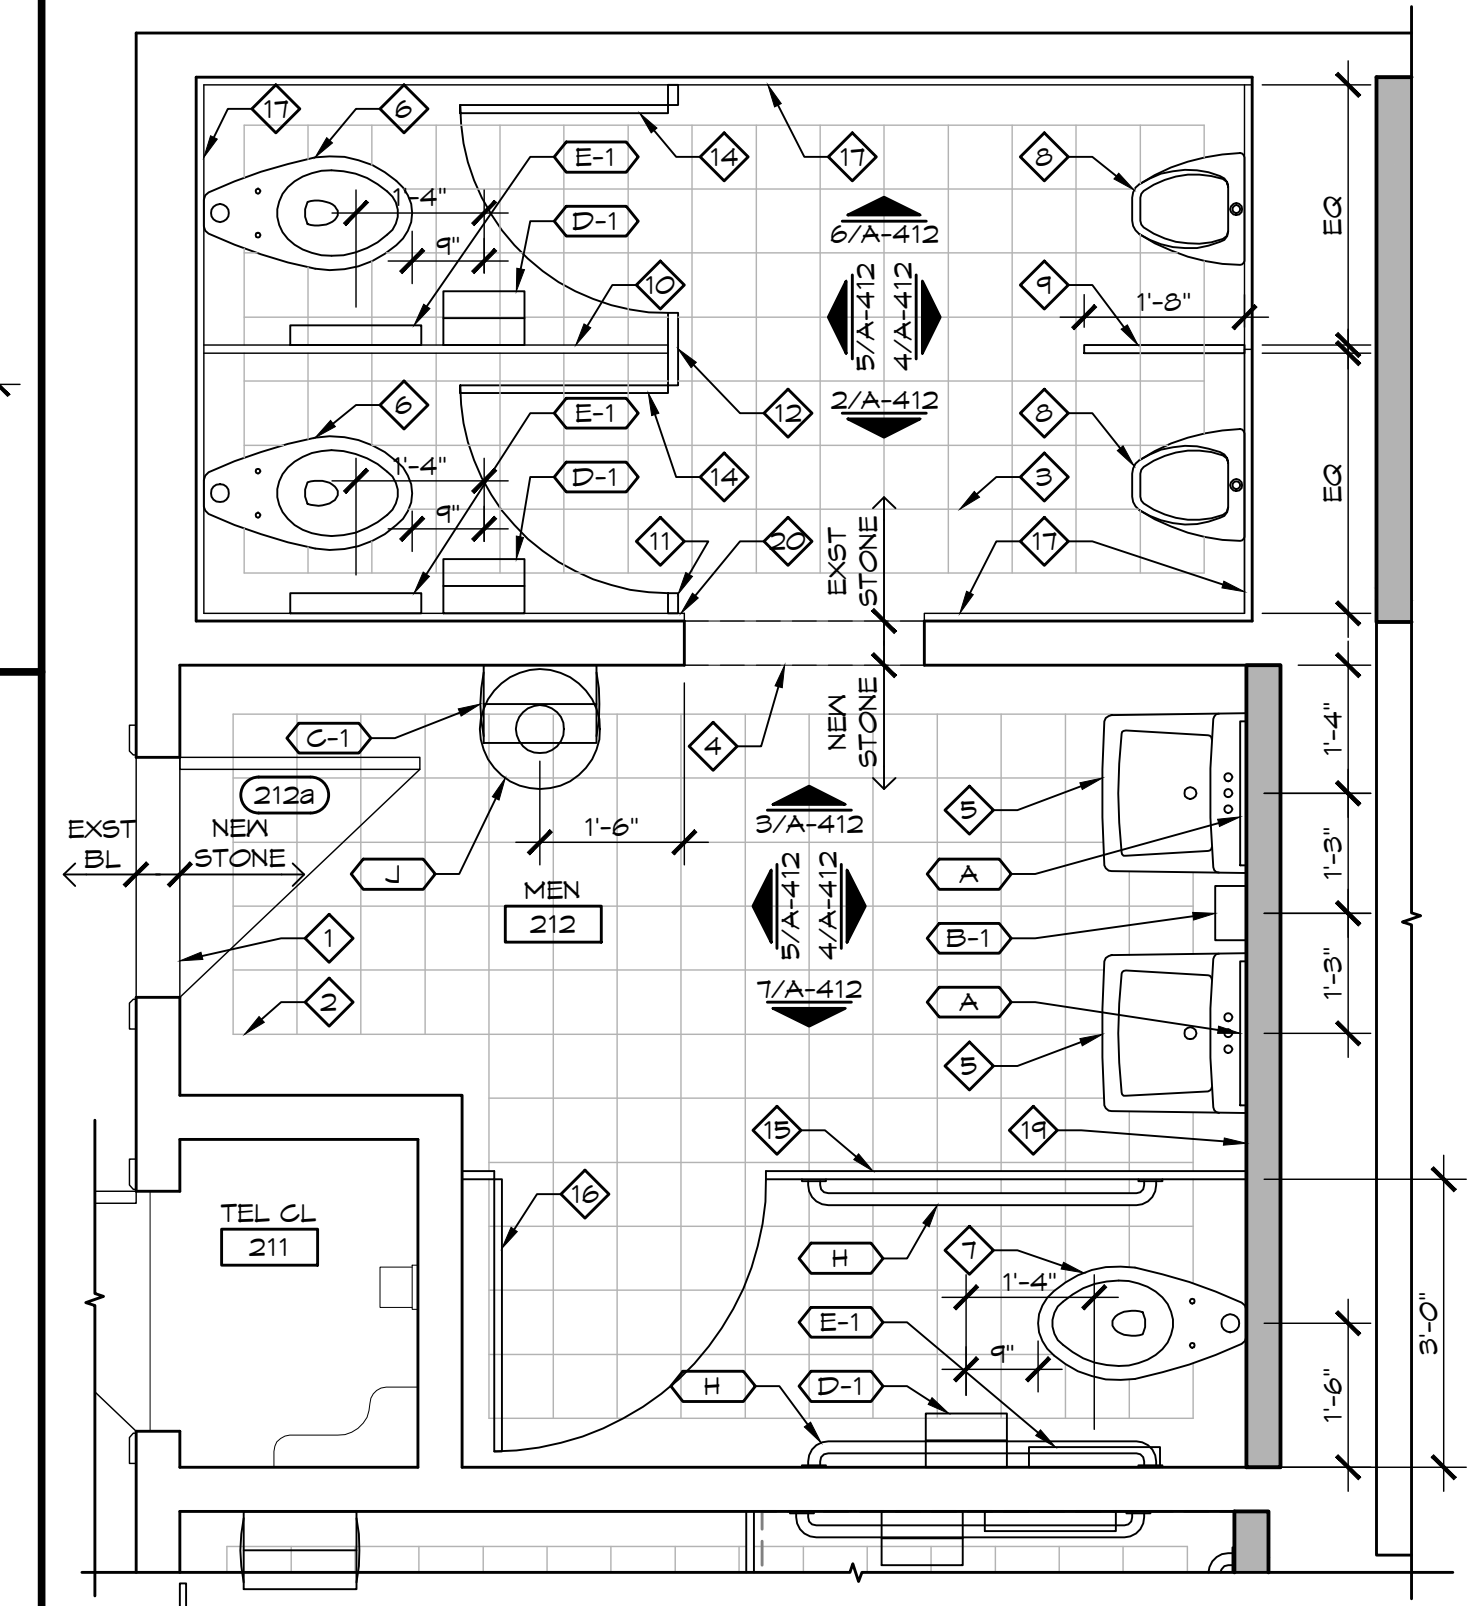 17
6
E-1
14
17
8
1'-4"
D-1
6/A-412
EQ
9"
10
5/A-412
4/A-412
9
1'-8"
6
E-1
12
2/A-412
8
1'-4"
D-1
14
3
EQ
9"
11
20
EXST
STONE
17
C-1
4
NEW
STONE
1'-4"
212a
5
EXST
BL
NEW
STONE
1'-6"
3/A-412
J
A
1'-3"
MEN
212
5/A-412
4/A-412
1
B-1
1'-3"
2
7/A-412
A
5
15
19
16
TEL CL
211
H
7
1'-4"
E-1
3'-0"
9"
H
D-1
1'-6"